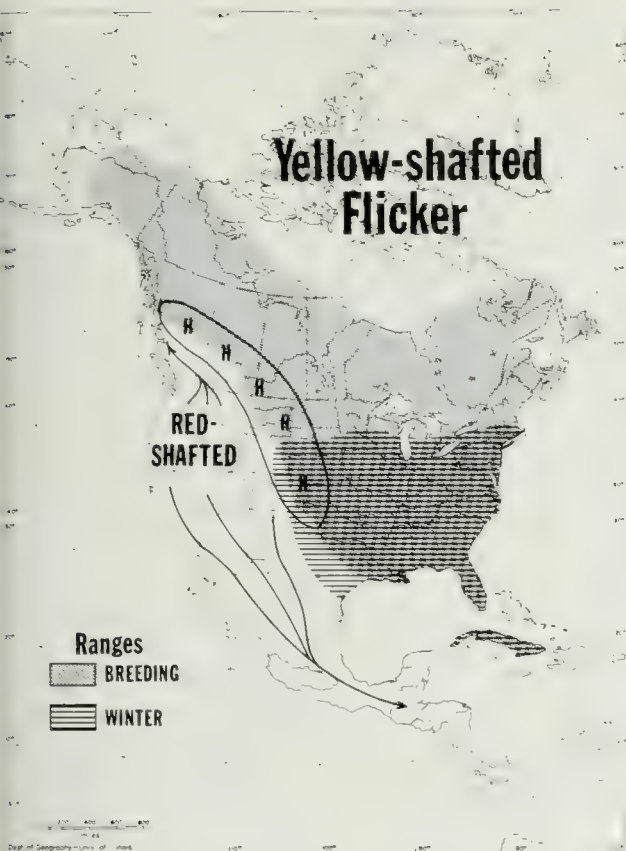 Yellow-shafted
Flicker
H
H
H
H
RED-
SHAFTED
H
Ranges
BREEDING
WINTER